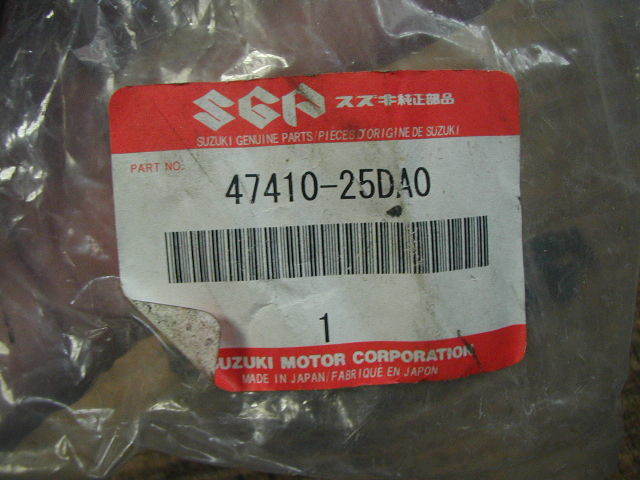 SGP スズキ純正部品
SUZUKI GENUINE PARTS/PIECES D'ORIGINE DE SUZUKI
PART NO.
47410-25DA0
1
SUZUKI MOTOR CORPORATION
MADE IN JAPAN/FABRIQUÉ EN JAPON